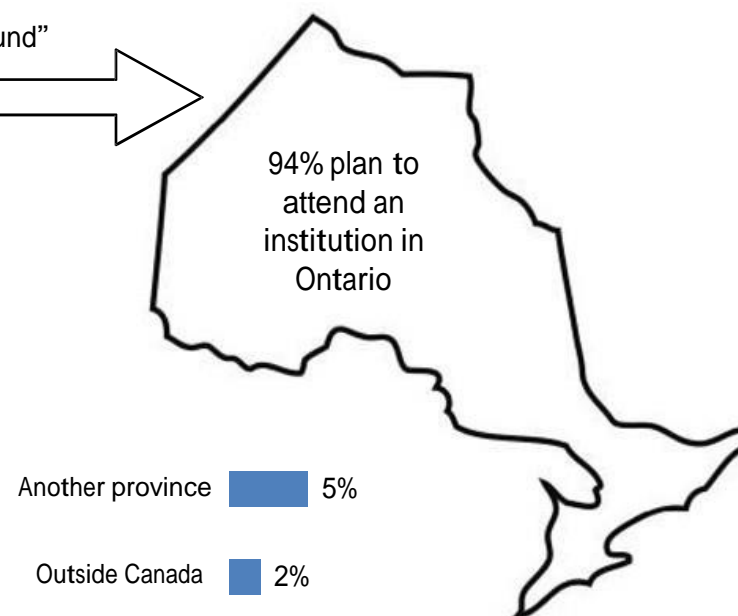 und”
94% plan to
attend an
institution in
Ontario
Another province 5%
Outside Canada 2%